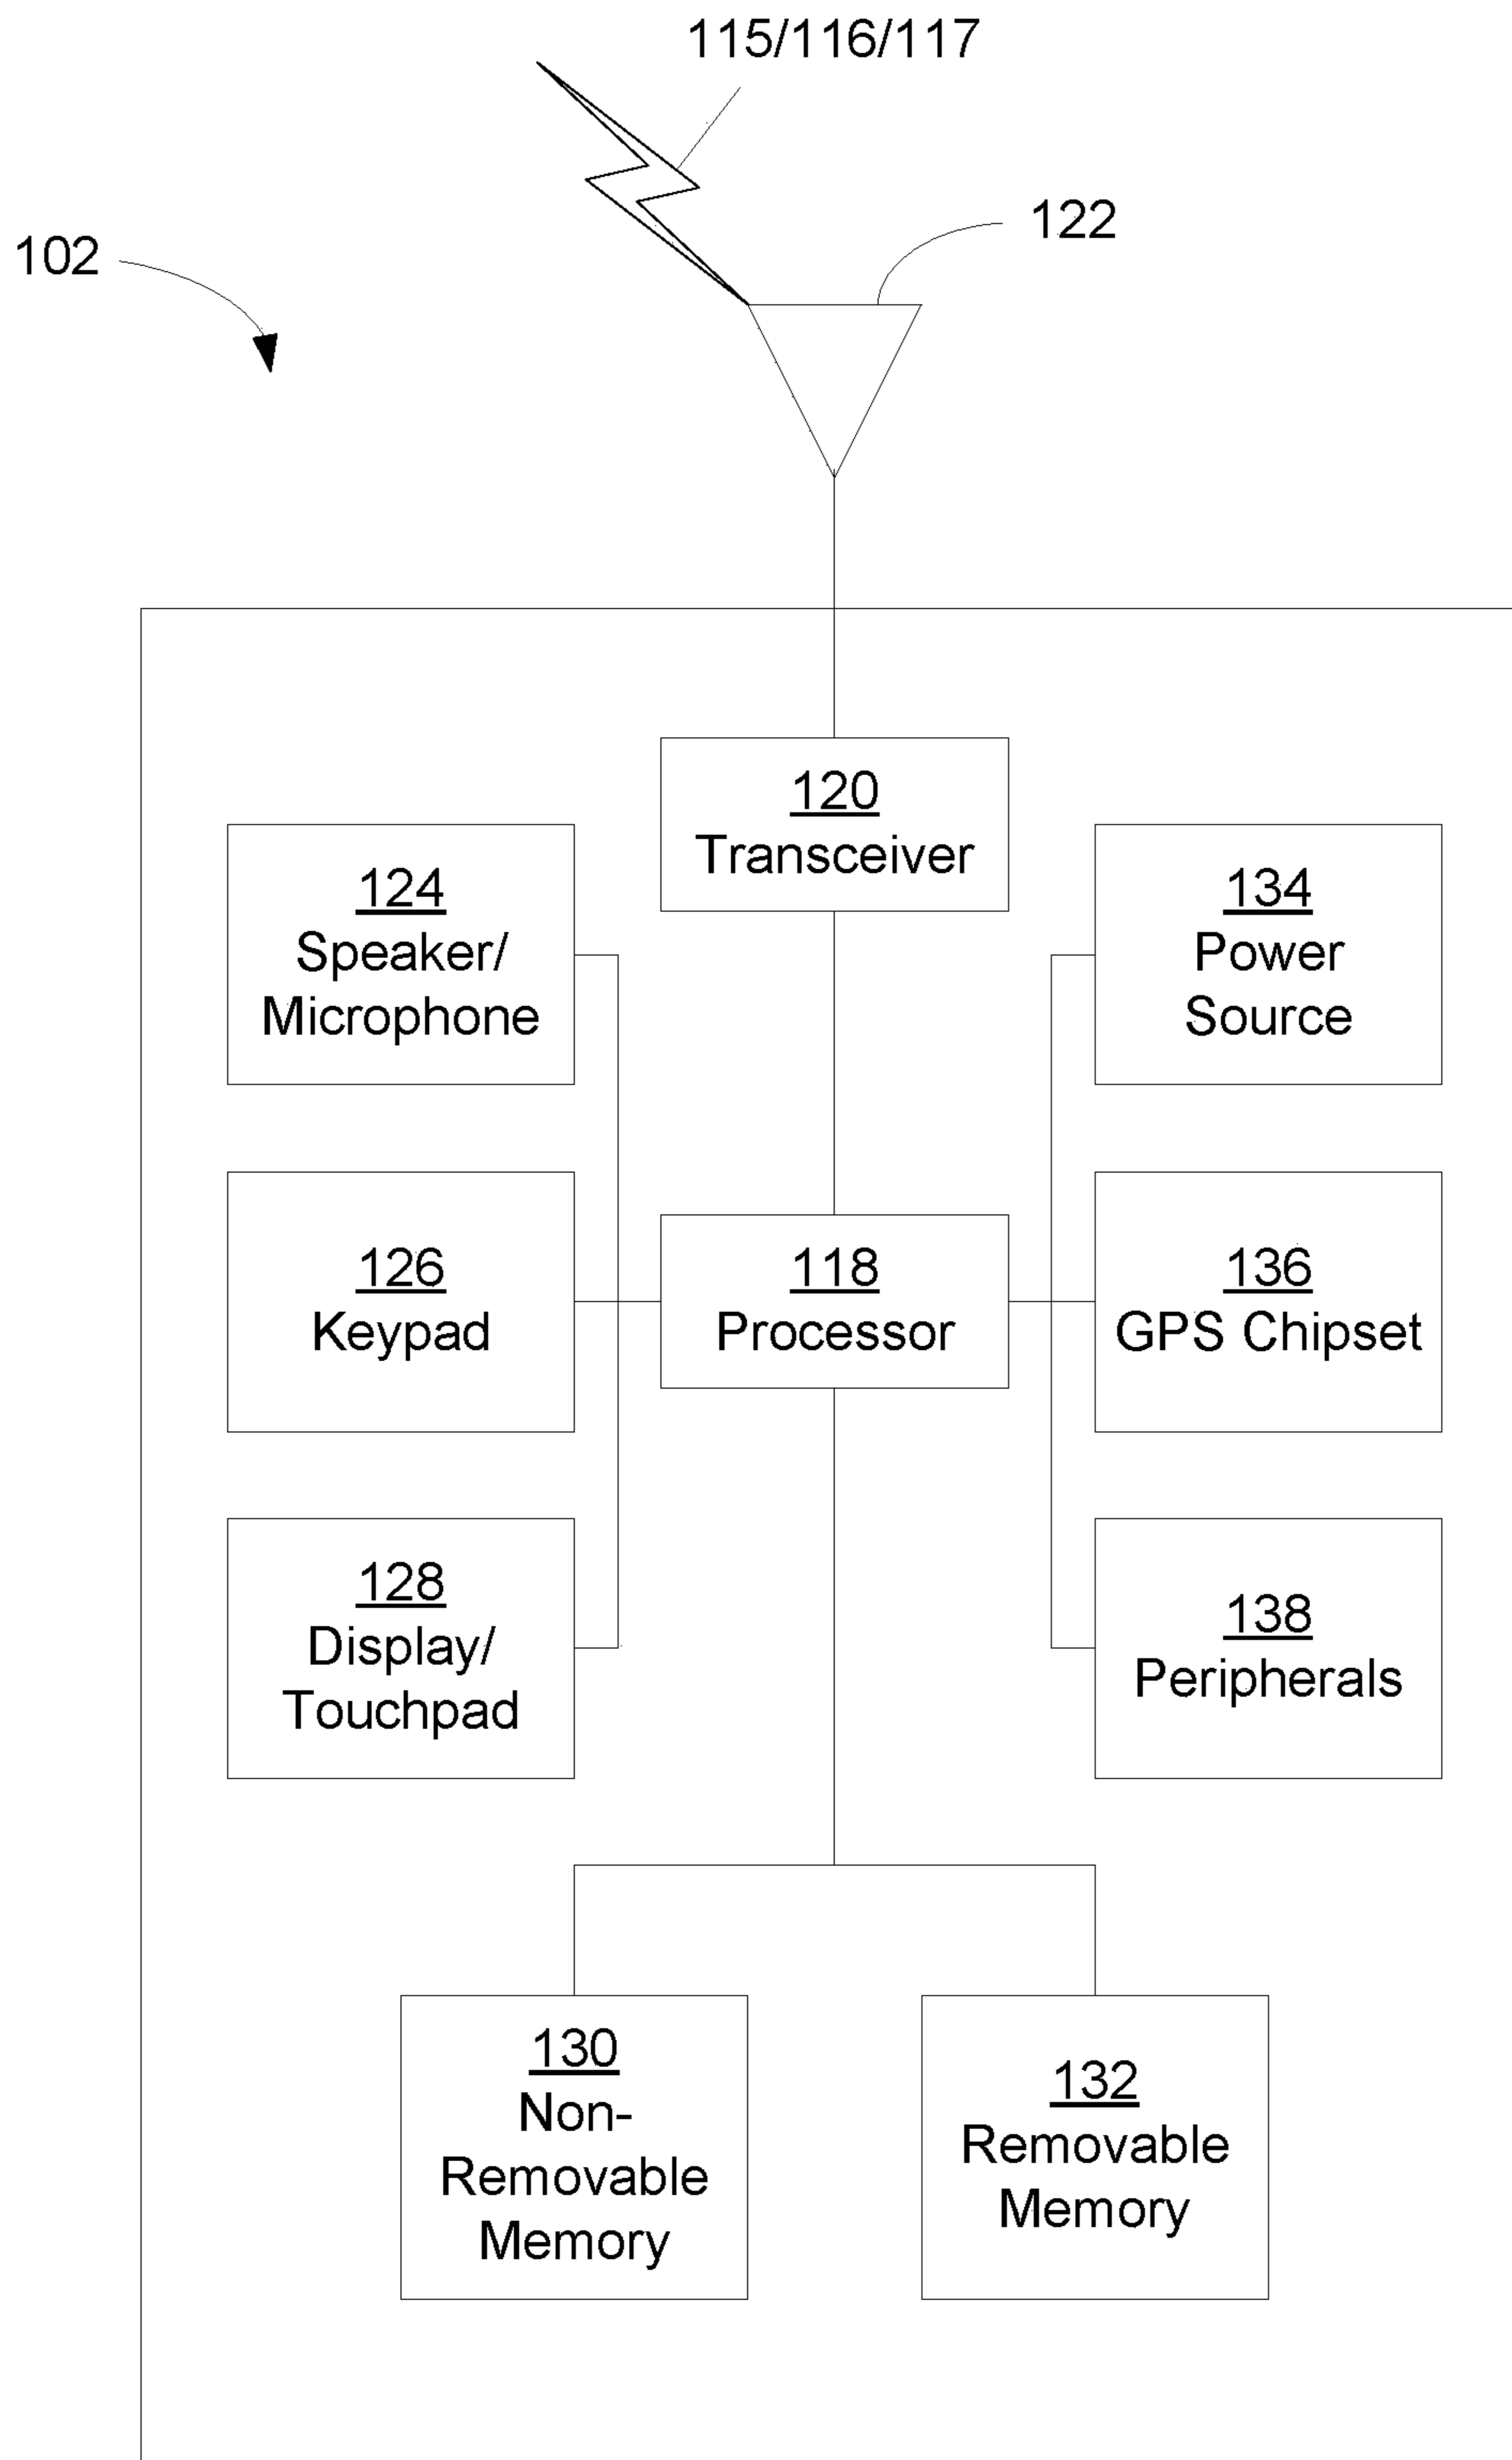 115/116/117
122
102
120
Transceiver
124
Speaker/
Microphone
134
Power
Source
126
Keypad
118
Processor
136
GPS Chipset
128
Display/
Touchpad
138
Peripherals
130
Non-
Removable
Memory
132
Removable
Memory